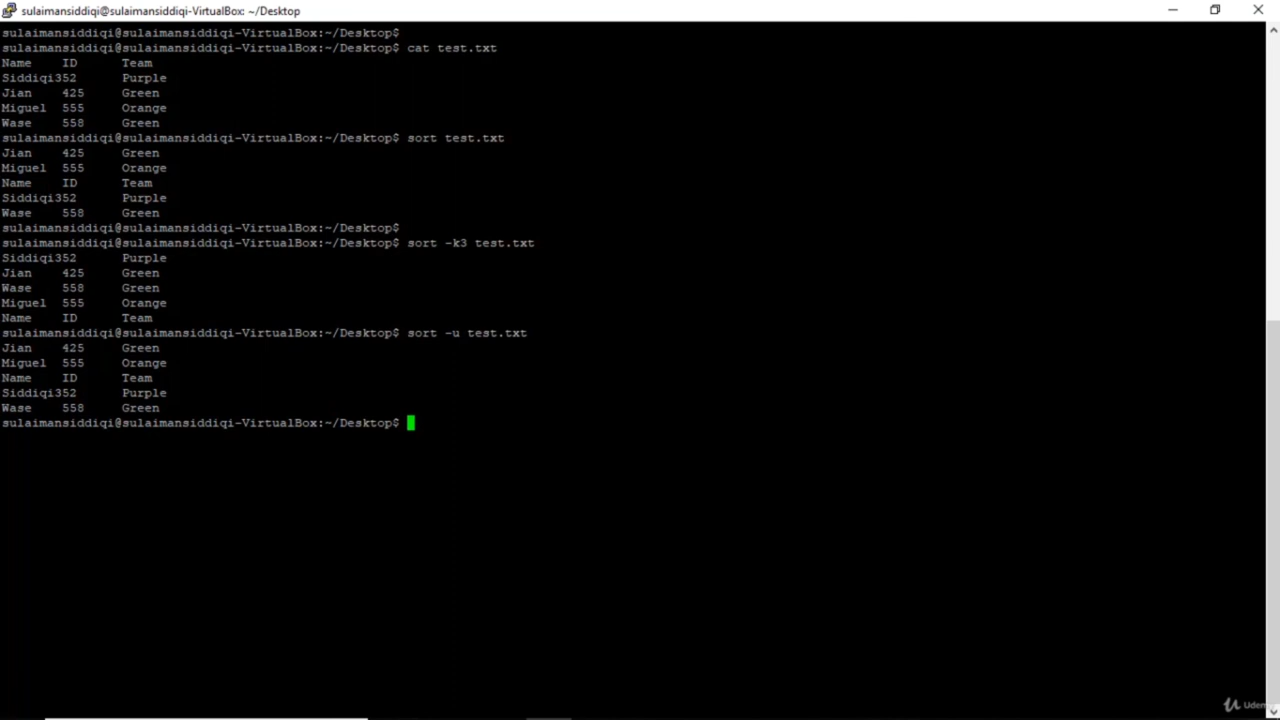 sulaimansiddiqi@sulaimansiddiqi-VirtualBox: ~/Desktop
sulaimansiddiqi@sulaimansiddiqi-VirtualBox:~/Desktop$
sulaimansiddiqi@sulaimansiddiqi-VirtualBox:~/Desktop$ cat test.txt
Name    ID      Team
Siddiqi352      Purple
Jian    425     Green
Miguel  555     Orange
Wase    558     Green
sulaimansiddiqi@sulaimansiddiqi-VirtualBox:~/Desktop$ sort test.txt
Jian    425     Green
Miguel  555     Orange
Name    ID      Team
Siddiqi352      Purple
Wase    558     Green
sulaimansiddiqi@sulaimansiddiqi-VirtualBox:~/Desktop$
sulaimansiddiqi@sulaimansiddiqi-VirtualBox:~/Desktop$ sort -k3 test.txt
Siddiqi352      Purple
Jian    425     Green
Wase    558     Green
Miguel  555     Orange
Name    ID      Team
sulaimansiddiqi@sulaimansiddiqi-VirtualBox:~/Desktop$ sort -u test.txt
Jian    425     Green
Miguel  555     Orange
Name    ID      Team
Siddiqi352      Purple
Wase    558     Green
sulaimansiddiqi@sulaimansiddiqi-VirtualBox:~/Desktop$